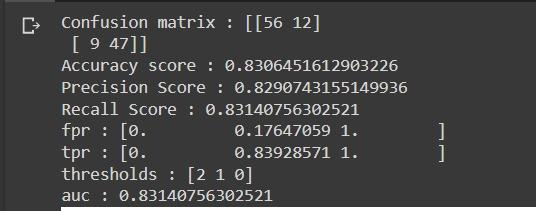 Confusion matrix : [[56 12]
 [ 9 47]]
Accuracy score : 0.8306451612903226
Precision Score : 0.8290743155149936
Recall Score : 0.83140756302521
fpr : [0.         0.17647059 1.        ]
tpr : [0.         0.83928571 1.        ]
thresholds : [2 1 0]
auc : 0.83140756302521